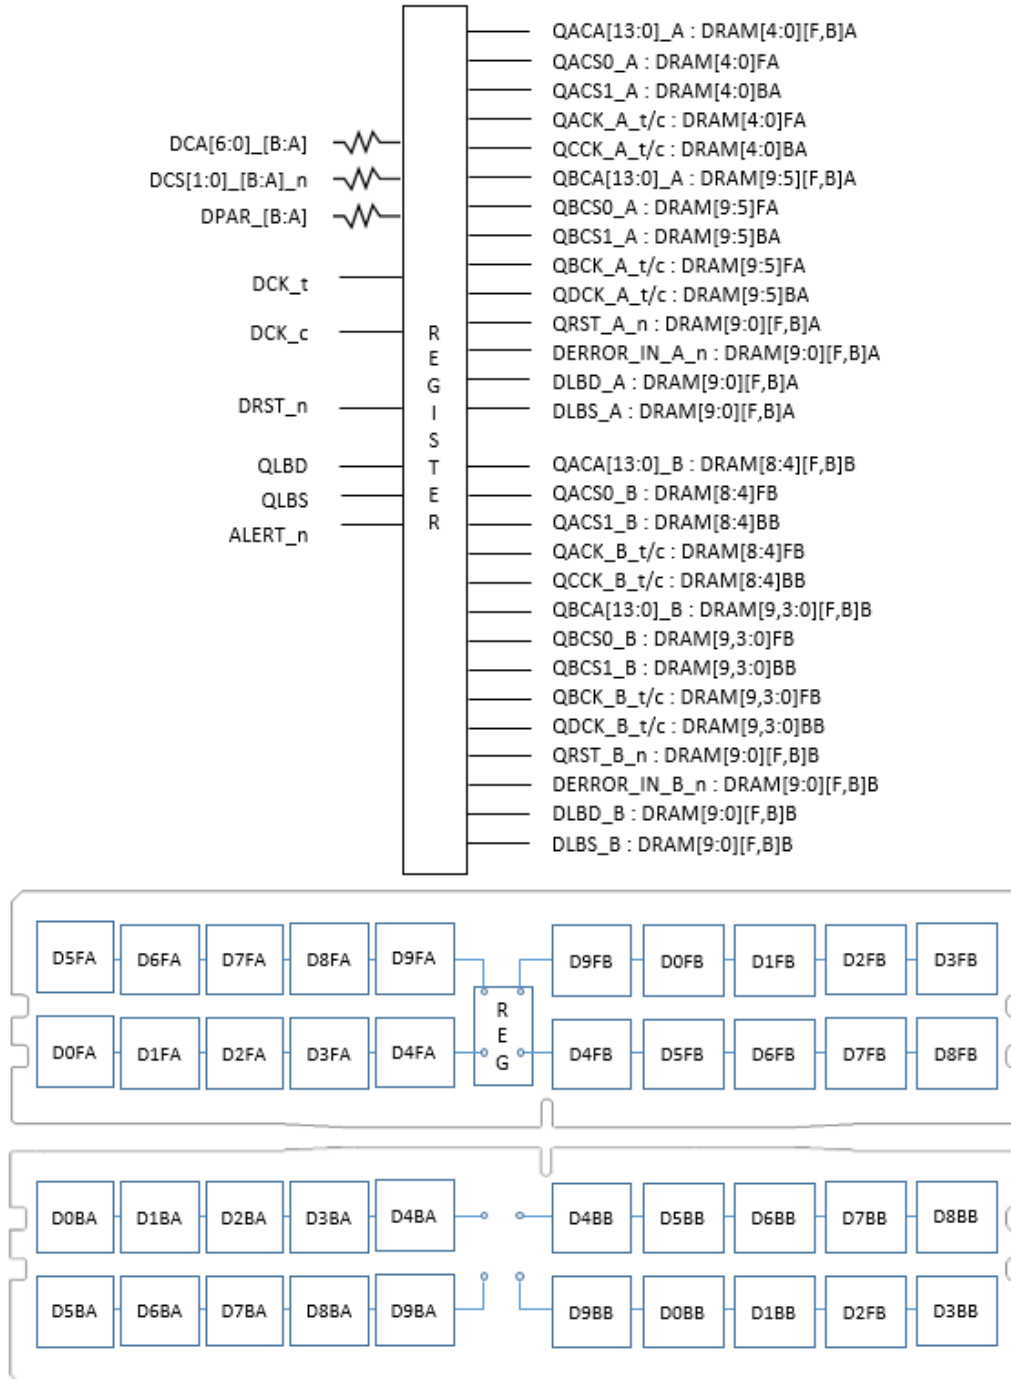 QACA[13:0]_A : DRAM[4:0][F,B]A
QACS0_A : DRAM[4:0]FA
QACS1_A : DRAM[4:0]BA
QACK_A_t/c : DRAM[4:0]FA
QCCK_A_t/c : DRAM[4:0]BA
QBCA[13:0]_A : DRAM[9:5][F,B]A
QBCS0_A : DRAM[9:5]FA
QBCS1_A : DRAM[9:5]BA
QBCK_A_t/c : DRAM[9:5]FA
QDCK_A_t/c : DRAM[9:5]BA
QRST_A_n : DRAM[9:0][F,B]A
DERROR_IN_A_n : DRAM[9:0][F,B]A
DLBD_A : DRAM[9:0][F,B]A
DLBS_A : DRAM[9:0][F,B]A
QACA[13:0]_B : DRAM[8:4][F,B]B
QACS0_B : DRAM[8:4]FB
QACS1_B : DRAM[8:4]BB
QACK_B_t/c : DRAM[8:4]FB
QCCK_B_t/c : DRAM[8:4]BB
QBCA[13:0]_B : DRAM[9,3:0][F,B]B
QBCS0_B : DRAM[9,3:0]FB
QBCS1_B : DRAM[9,3:0]BB
QBCK_B_t/c : DRAM[9,3:0]FB
QDCK_B_t/c : DRAM[9,3:0]BB
QRST_B_n : DRAM[9:0][F,B]B
DERROR_IN_B_n : DRAM[9:0][F,B]B
DLBD_B : DRAM[9:0][F,B]B
DLBS_B : DRAM[9:0][F,B]B
DCA[6:0]_[B:A]
DCS[1:0]_[B:A]_n
DPAR_[B:A]
DCK_t
DCK_c
DRST_n
QLBD
QLBS
ALERT_n
REGISTER
D5FA D6FA D7FA D8FA D9FA D9FB D0FB D1FB D2FB D3FB
REG
D0FA D1FA D2FA D3FA D4FA D4FB D5FB D6FB D7FB D8FB
D0BA D1BA D2BA D3BA D4BA D4BB D5BB D6BB D7BB D8BB
D5BA D6BA D7BA D8BA D9BA D9BB D0BB D1BB D2FB D3BB